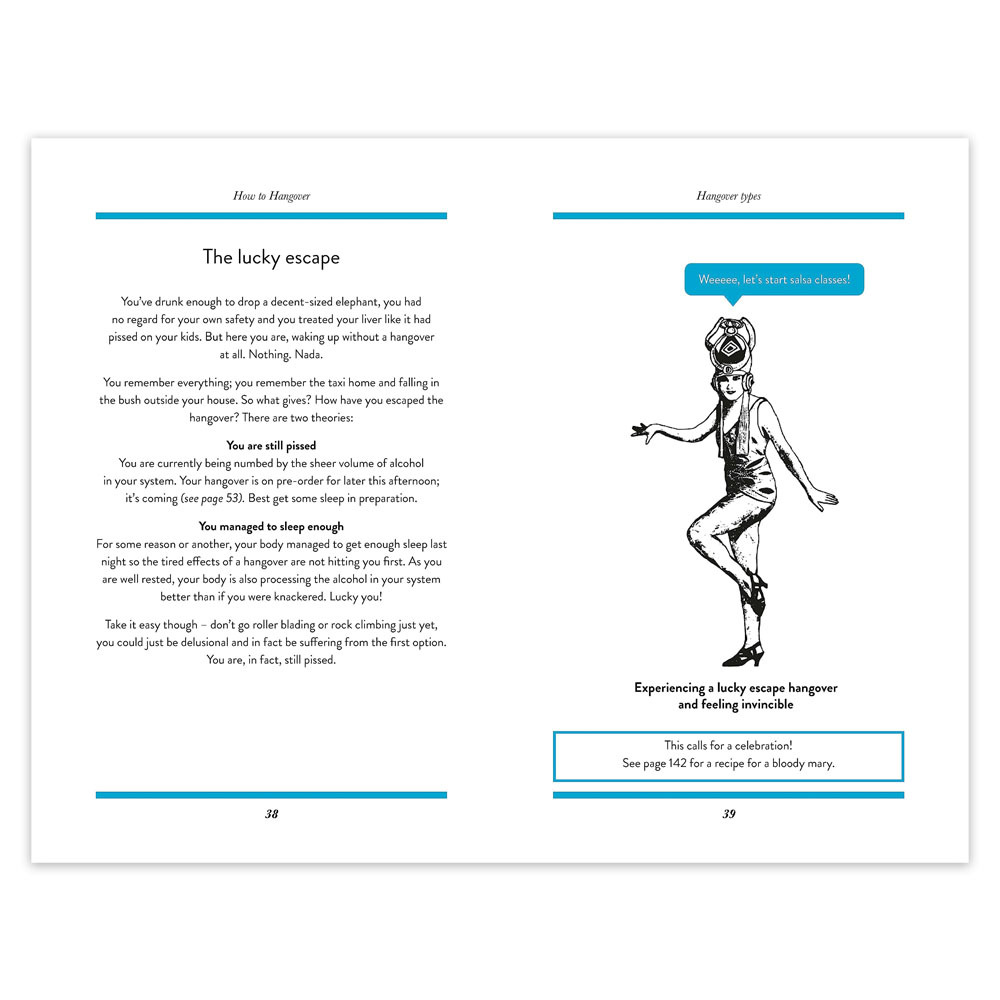 How to Hangover
The lucky escape
You've drunk enough to drop a decent-sized elephant, you had
no regard for your own safety and you treated your liver like it had
pissed on your kids. But here you are, waking up without a hangover
at all. Nothing. Nada.
You remember everything; you remember the taxi home and falling in
the bush outside your house. So what gives? How have you escaped the
hangover? There are two theories:
You are still pissed
You are currently being numbed by the sheer volume of alcohol
in your system. Your hangover is on pre-order for later this afternoon;
it's coming (see page 53). Best get some sleep in preparation.
You managed to sleep enough
For some reason or another, your body managed to get enough sleep last
night so the tired effects of a hangover are not hitting you first. As you
are well rested, your body is also processing the alcohol in your system
better than if you were knackered. Lucky you!
Take it easy though – don't go roller blading or rock climbing just yet,
you could just be delusional and in fact be suffering from the first option.
You are, in fact, still pissed.
38
Hangover types
Weeeee, let's start salsa classes!
Experiencing a lucky escape hangover
and feeling invincible
This calls for a celebration!
See page 142 for a recipe for a bloody mary.
39